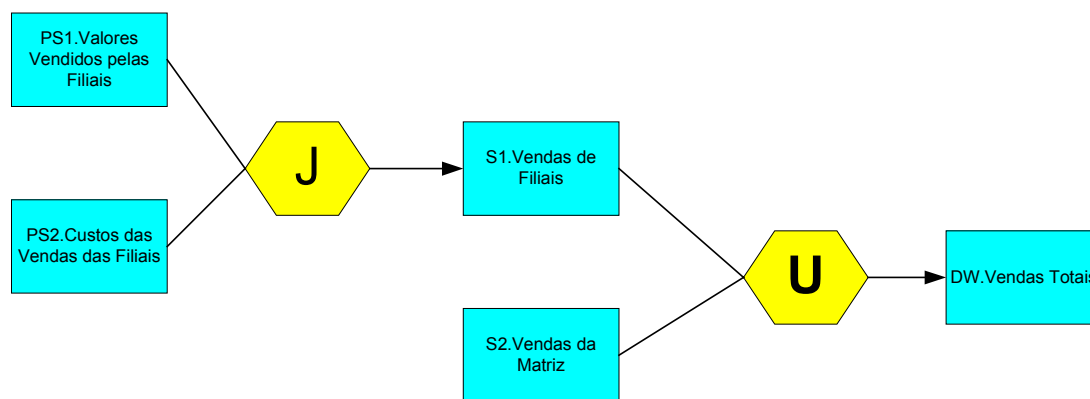 PS1.Valores
Vendidos pelas
Filiais
PS2.Custos das
Vendas das Filiais
J
S1.Vendas de
Filiais
S2.Vendas da
Matriz
U
DW.Vendas Totais